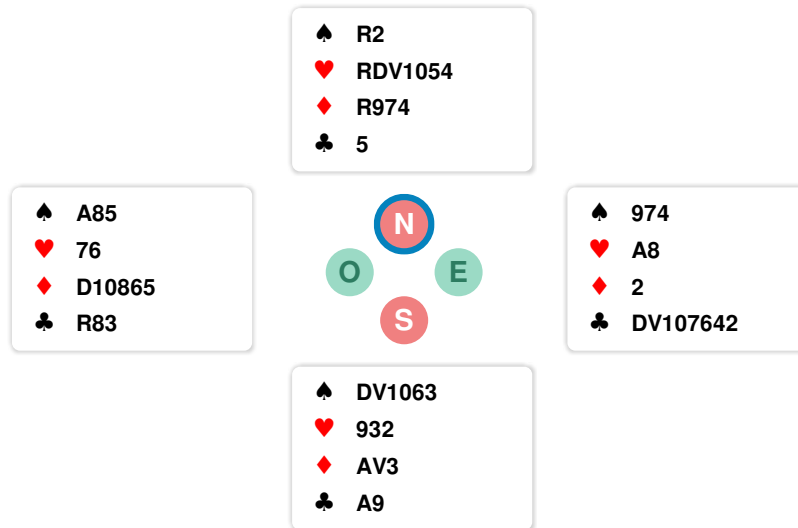 ♠ R2
♥ RDV1054
♦ R974
♣ 5
♠ A85
♥ 76
♦ D10865
♣ R83
N
O E
S
♠ 974
♥ A8
♦ 2
♣ DV107642
♠ DV1063
♥ 932
♦ AV3
♣ A9